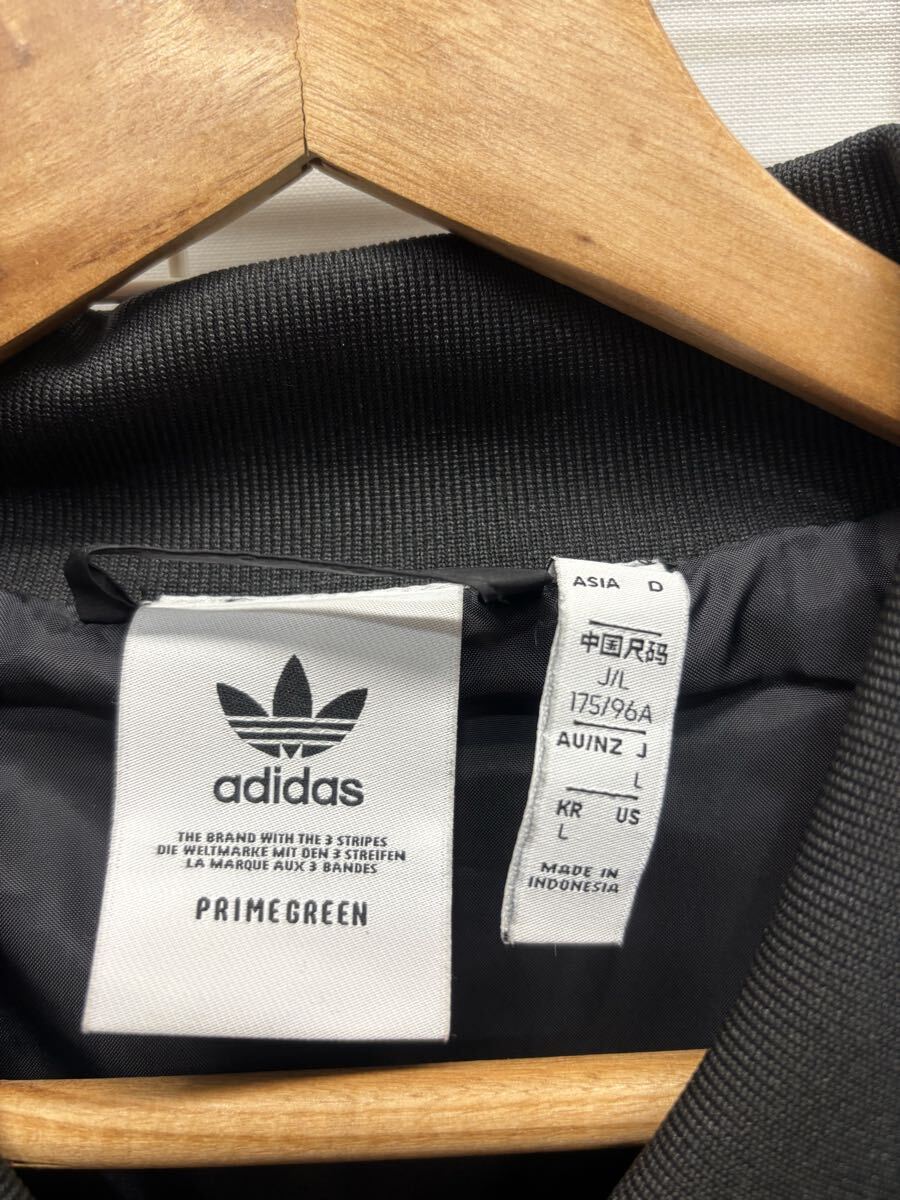 adidas
THE BRAND WITH THE 3 STRIPES
DIE WELTMARKE MIT DEN 3 STREIFEN
LA MARQUE AUX 3 BANDES
PRIMEGREEN
ASIA D
中国尺码
J/L
175/96A
AU/NZ J
L
KR US
L
MADE IN
INDONESIA